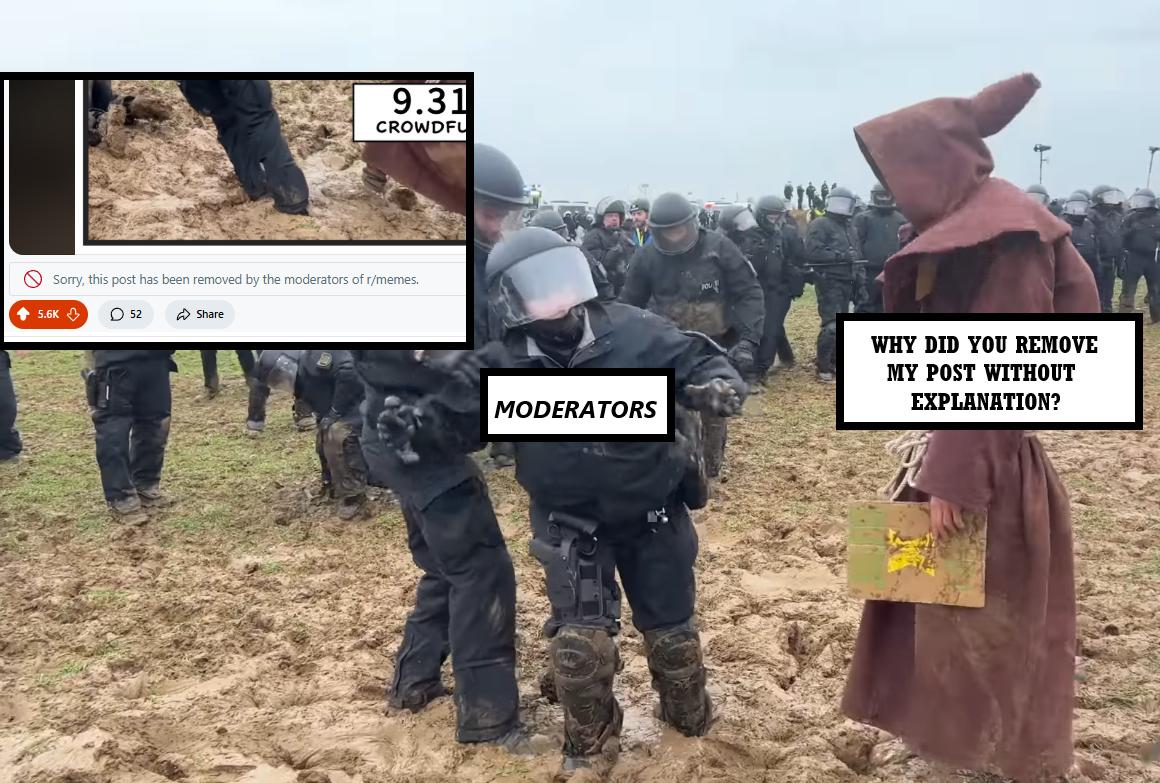 9.31
CROWDFU
Sorry, this post has been removed by the moderators of r/memes.
5.6K
52
Share
MODERATORS
WHY DID YOU REMOVE
MY POST WITHOUT
EXPLANATION?